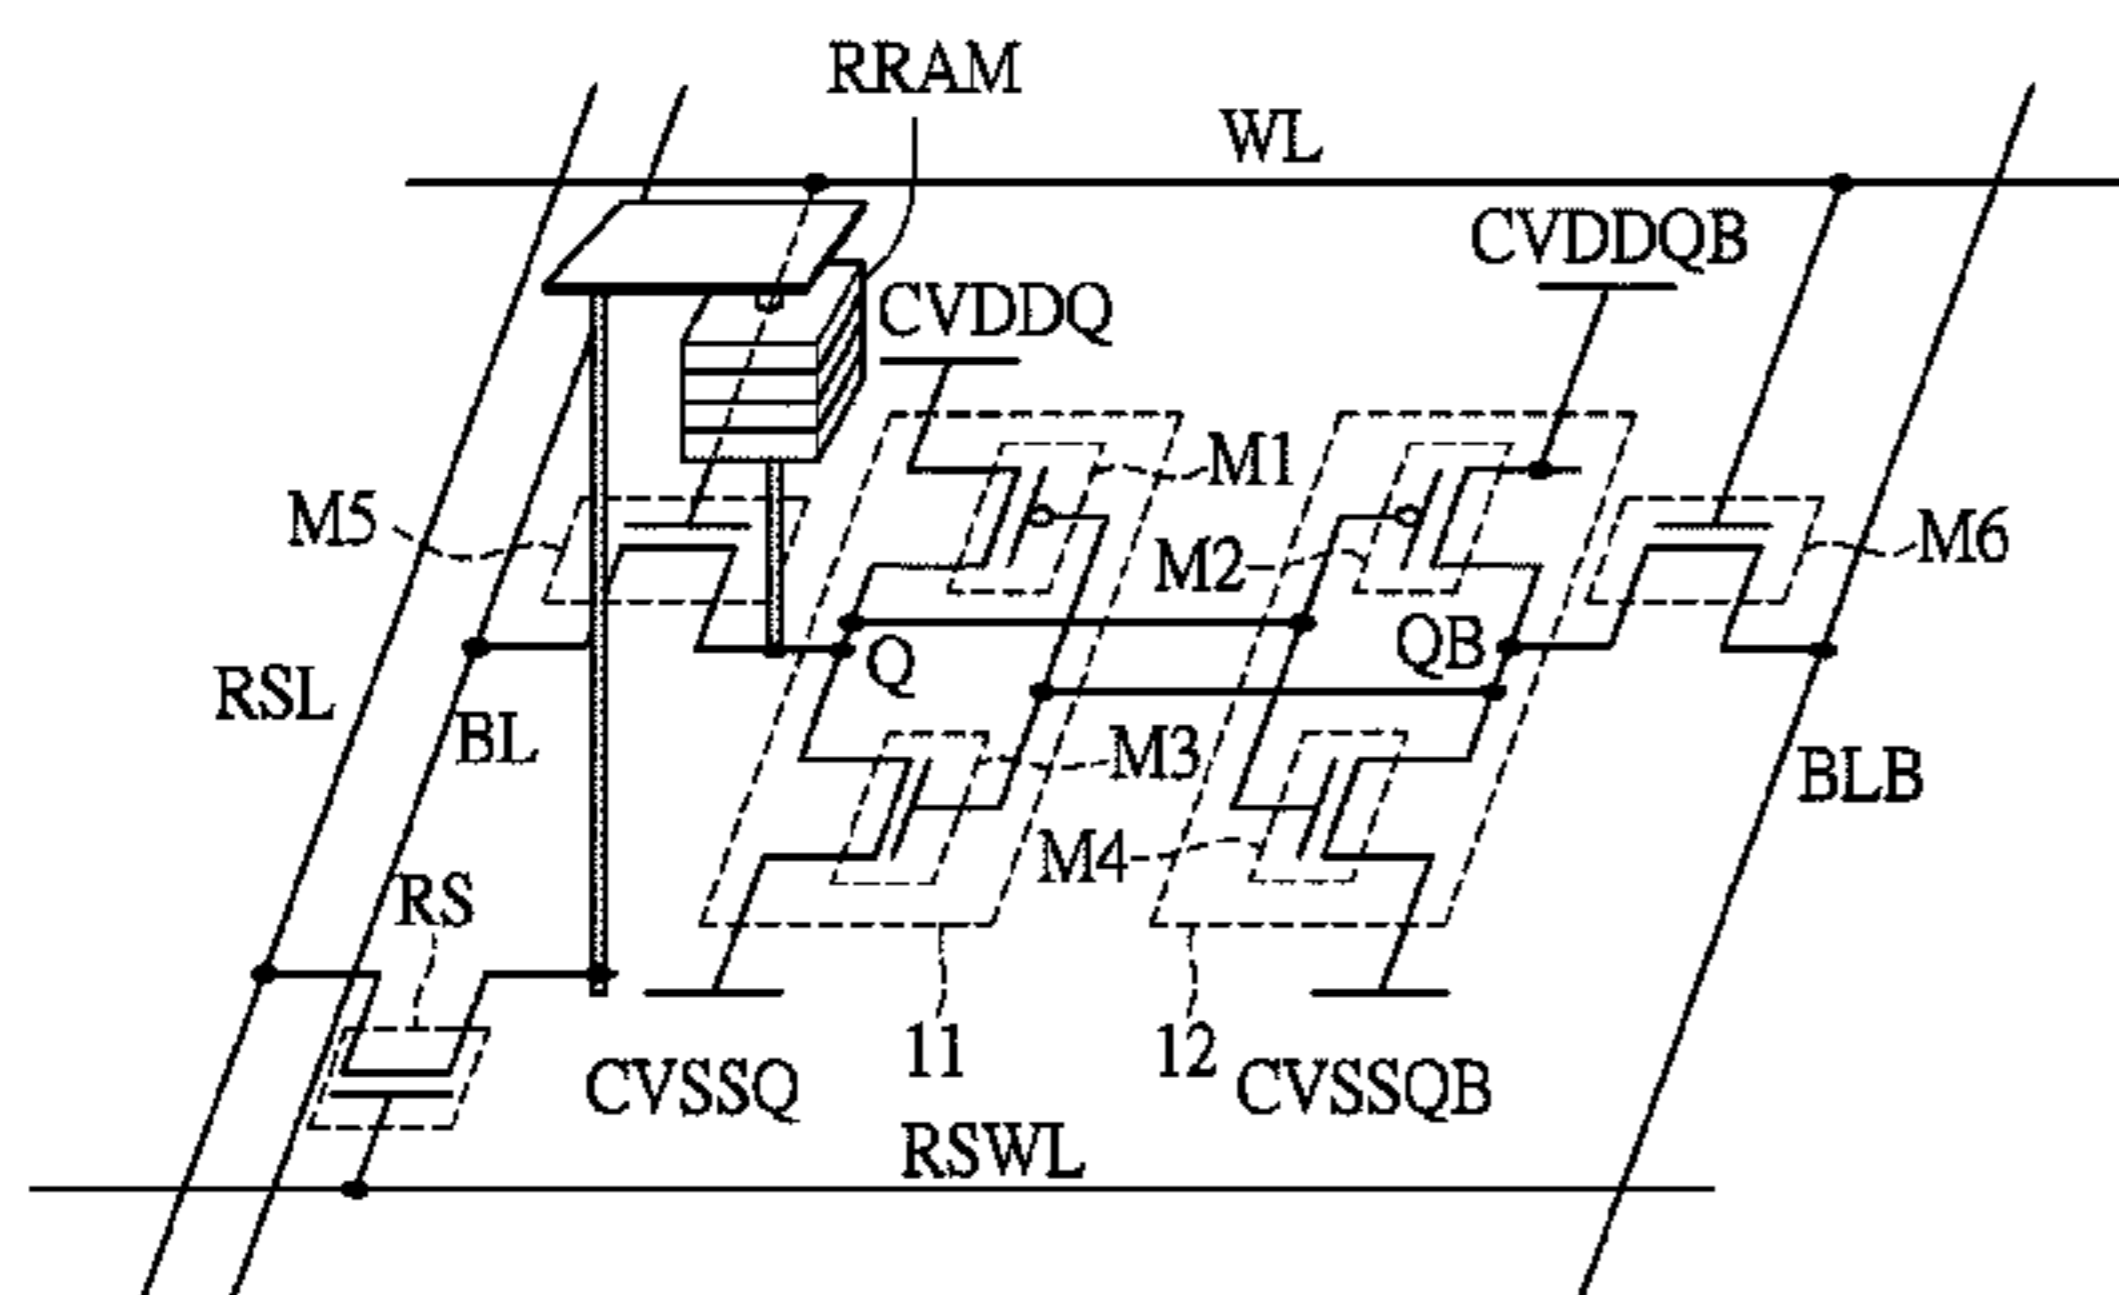 RRAM
WL
CVDDQB
CVDDQ
M1
M5
M2
M6
Q
QB
RSL
BL
M3
BLB
M4
RS
11
12
CVSSQ
CVSSQB
RSWL